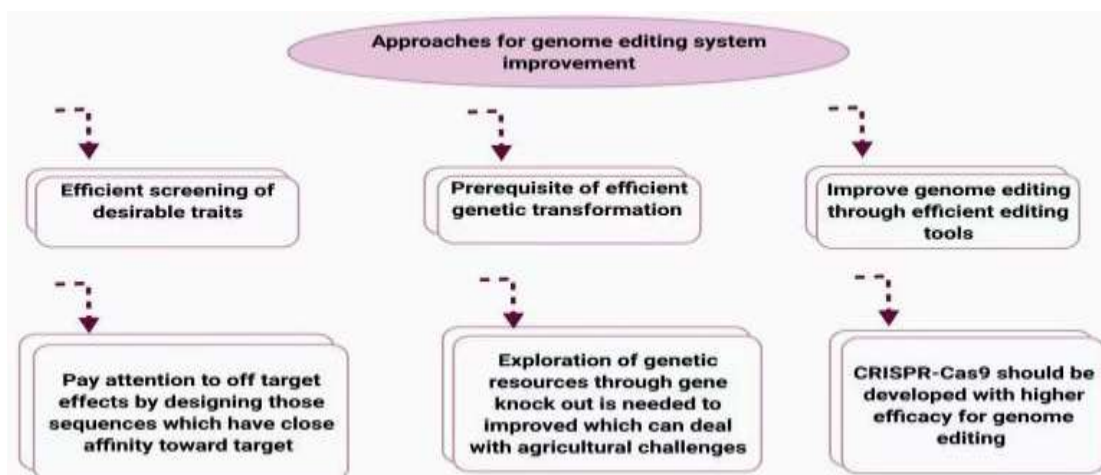 Approaches for genome editing system
improvement
Efficient screening of
desirable traits
Prerequisite of efficient
genetic transformation
Improve genome editing
through efficient editing
tools
Pay attention to off target
effects by designing those
sequences which have close
affinity toward target
Exploration of genetic
resources through gene
knock out is needed to
improved which can deal
with agricultural challenges
CRISPR-Cas9 should be
developed with higher
efficacy for genome
editing